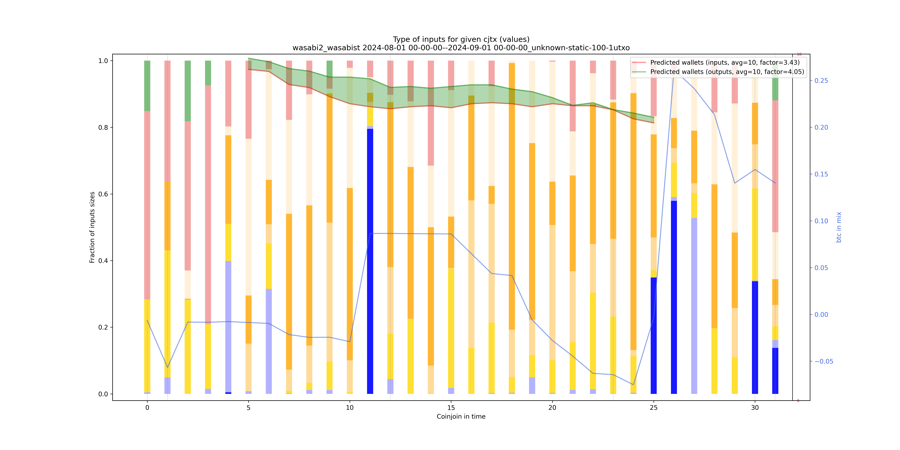 Type of inputs for given cjtx (values)
wasabi2_wasabist 2024-08-01 00-00-00--2024-09-01 00-00-00_unknown-static-100-1utxo
Predicted wallets (inputs, avg=10, factor=3.43)
Predicted wallets (outputs, avg=10, factor=4.05)
Fraction of inputs sizes
1.0
0.8
0.6
0.4
0.2
0.0
0 5 10 15 20 25 30
Coinjoin in time
0.25
0.20
0.15
0.10
0.05
0.00
−0.05
btc in mix